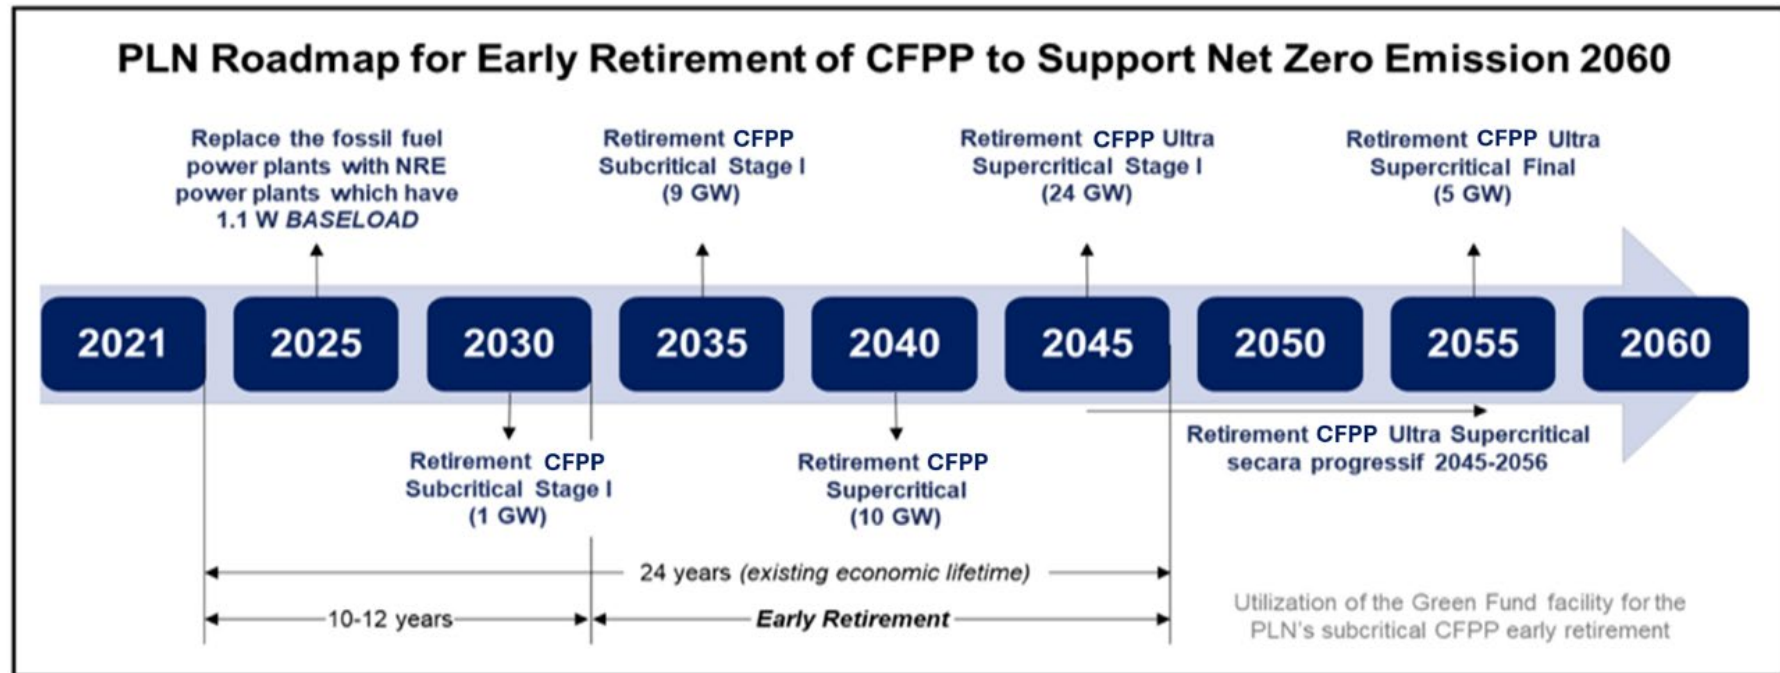 PLN Roadmap for Early Retirement of CFPP to Support Net Zero Emission 2060
Replace the fossil fuel
power plants with NRE
power plants which have
1.1 W BASELOAD
Retirement CFPP
Subcritical Stage I
(9 GW)
Retirement CFPP Ultra
Supercritical Stage I
(24 GW)
Retirement CFPP Ultra
Supercritical Final
(5 GW)
2021
2025
2030
2035
2040
2045
2050
2055
2060
Retirement CFPP
Subcritical Stage I
(1 GW)
Retirement CFPP
Supercritical
(10 GW)
Retirement CFPP Ultra Supercritical
secara progressif 2045-2056
24 years (existing economic lifetime)
10-12 years
Early Retirement
Utilization of the Green Fund facility for the
PLN's subcritical CFPP early retirement